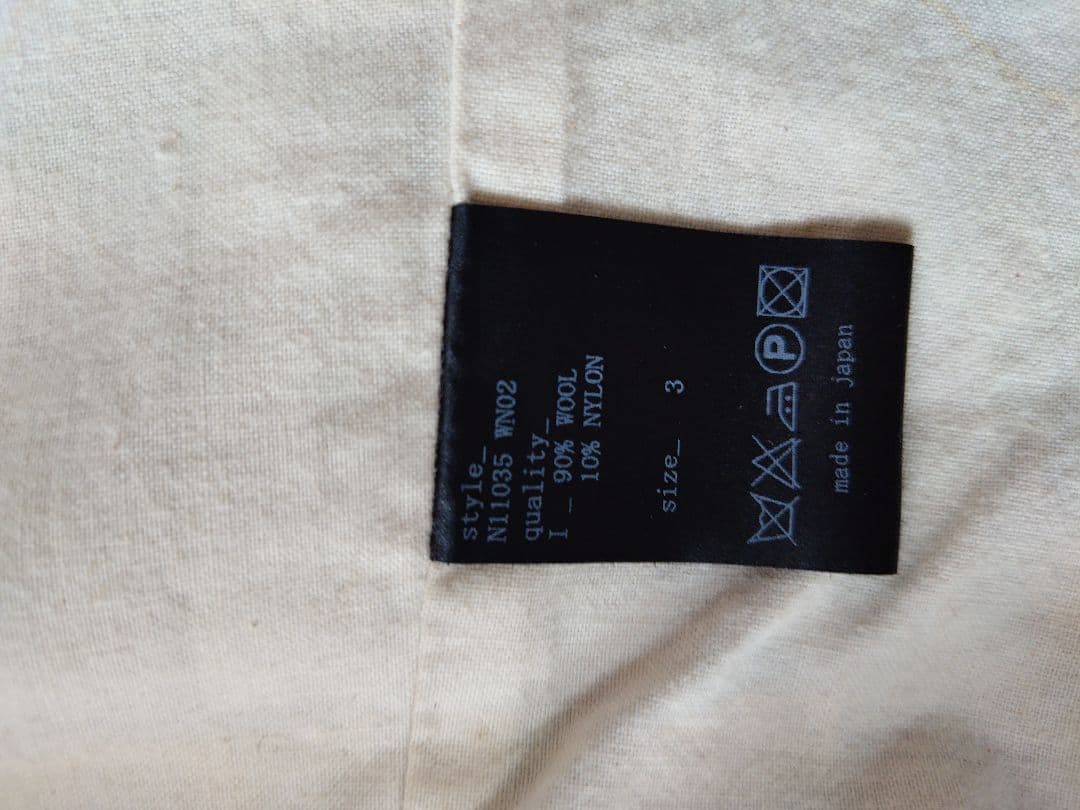 style_
N11035 WN02
quality_
I _ 90% WOOL
10% NYLON
size_ 3
P
made in japan